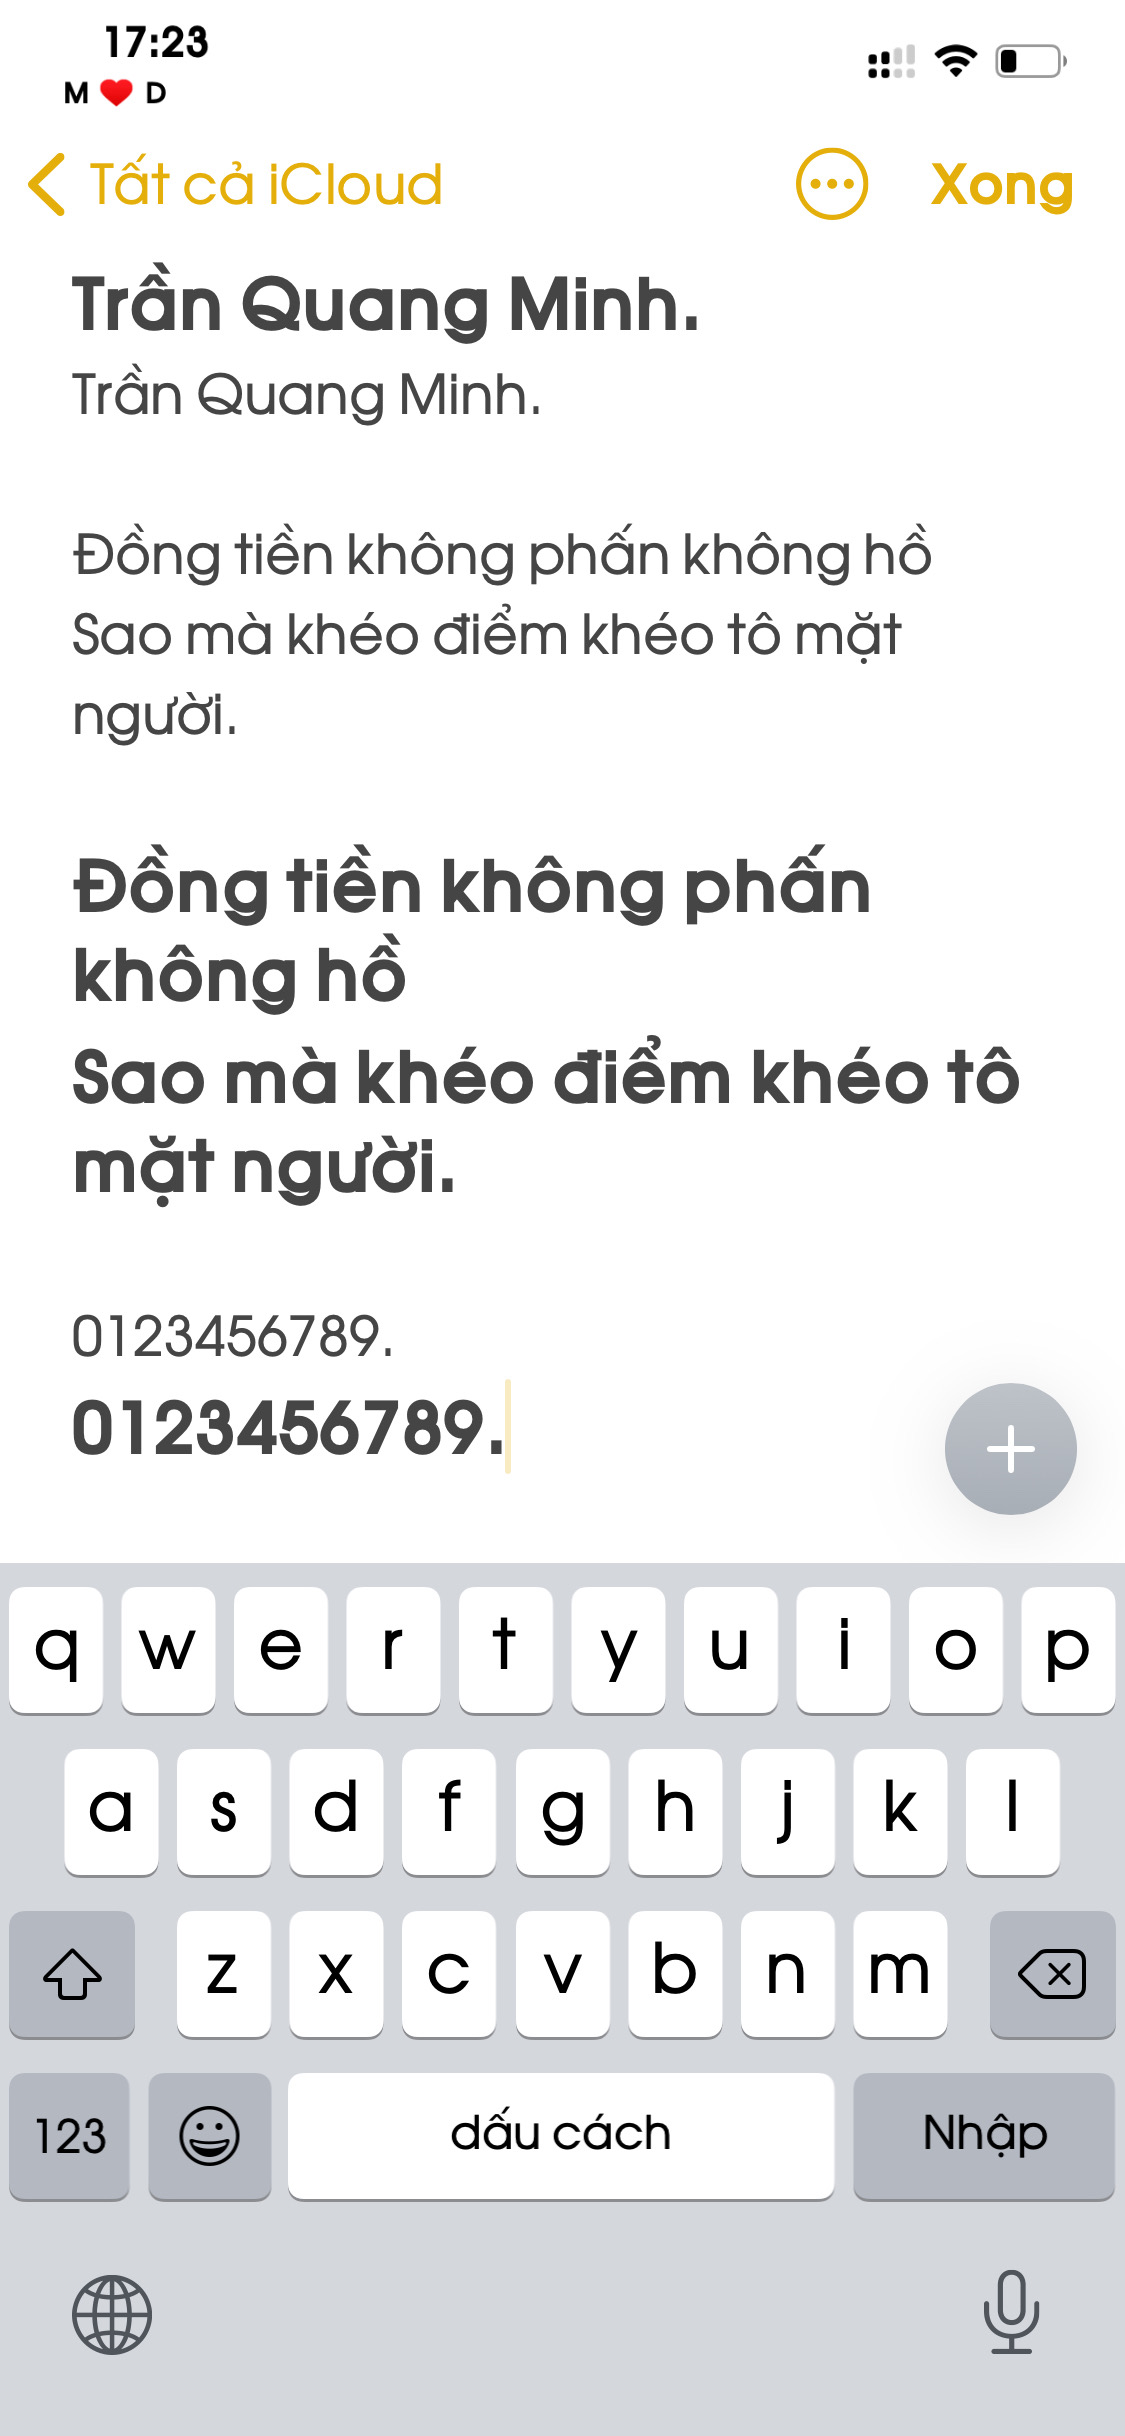 17:23
M ❤️ D
Tất cả iCloud
Xong
Trần Quang Minh.
Trần Quang Minh.
Đồng tiền không phấn không hồ
Sao mà khéo điểm khéo tô mặt
người.
Đồng tiền không phấn
không hồ
Sao mà khéo điểm khéo tô
mặt người.
0123456789.
0123456789.
q w e r t y u i o p
a s d f g h j k l
z x c v b n m
123 dấu cách Nhập